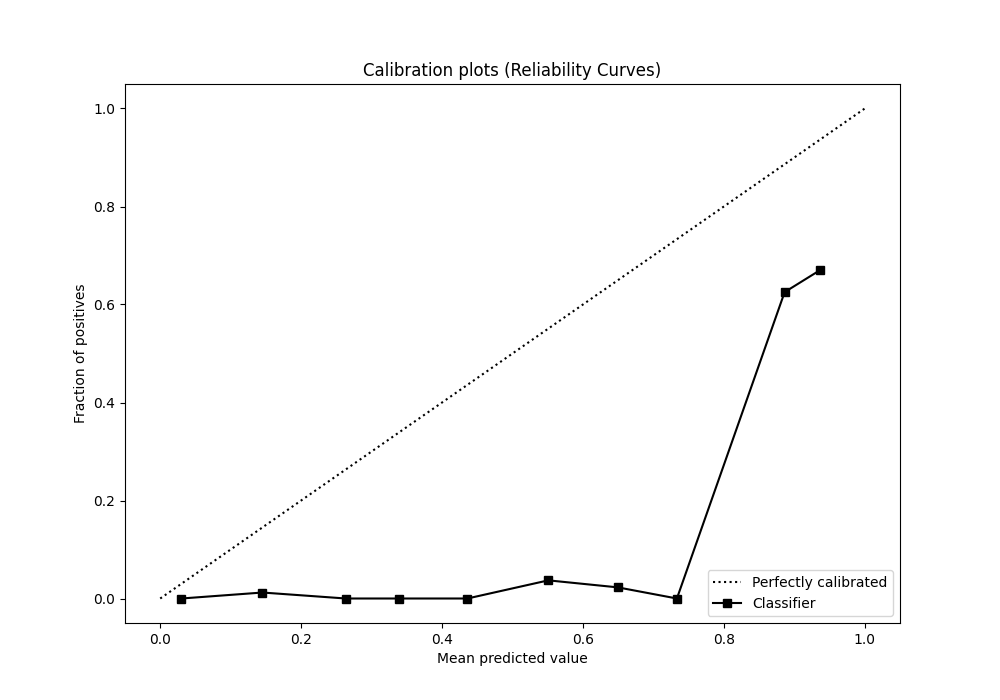 Calibration plots (Reliability Curves)
1.0
0.8
0.6
0.4
0.2
0.0
Fraction of positives
0.0 0.2 0.4 0.6 0.8 1.0
Mean predicted value
Perfectly calibrated
Classifier